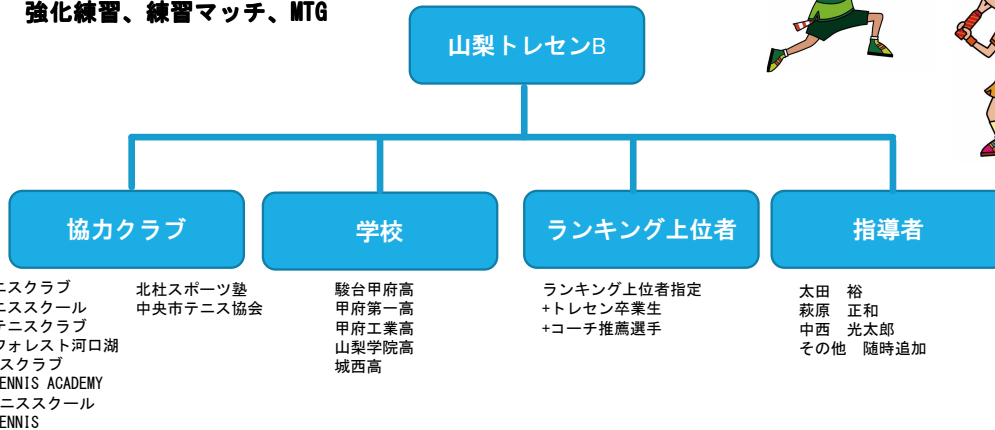 強化練習、練習マッチ、MTG
山梨トレセンB
協力クラブ
学校
ランキング上位者
指導者
ニスクラブ
ニススクール
テニスクラブ
フォレスト河口湖
スクラブ
ENNIS ACADEMY
ニススクール
ENNIS
北杜スポーツ塾
中央市テニス協会
駿台甲府高
甲府第一高
甲府工業高
山梨学院高
城西高
ランキング上位者指定
+トレセン卒業生
+コーチ推薦選手
太田　裕
萩原　正和
中西　光太郎
その他　随時追加